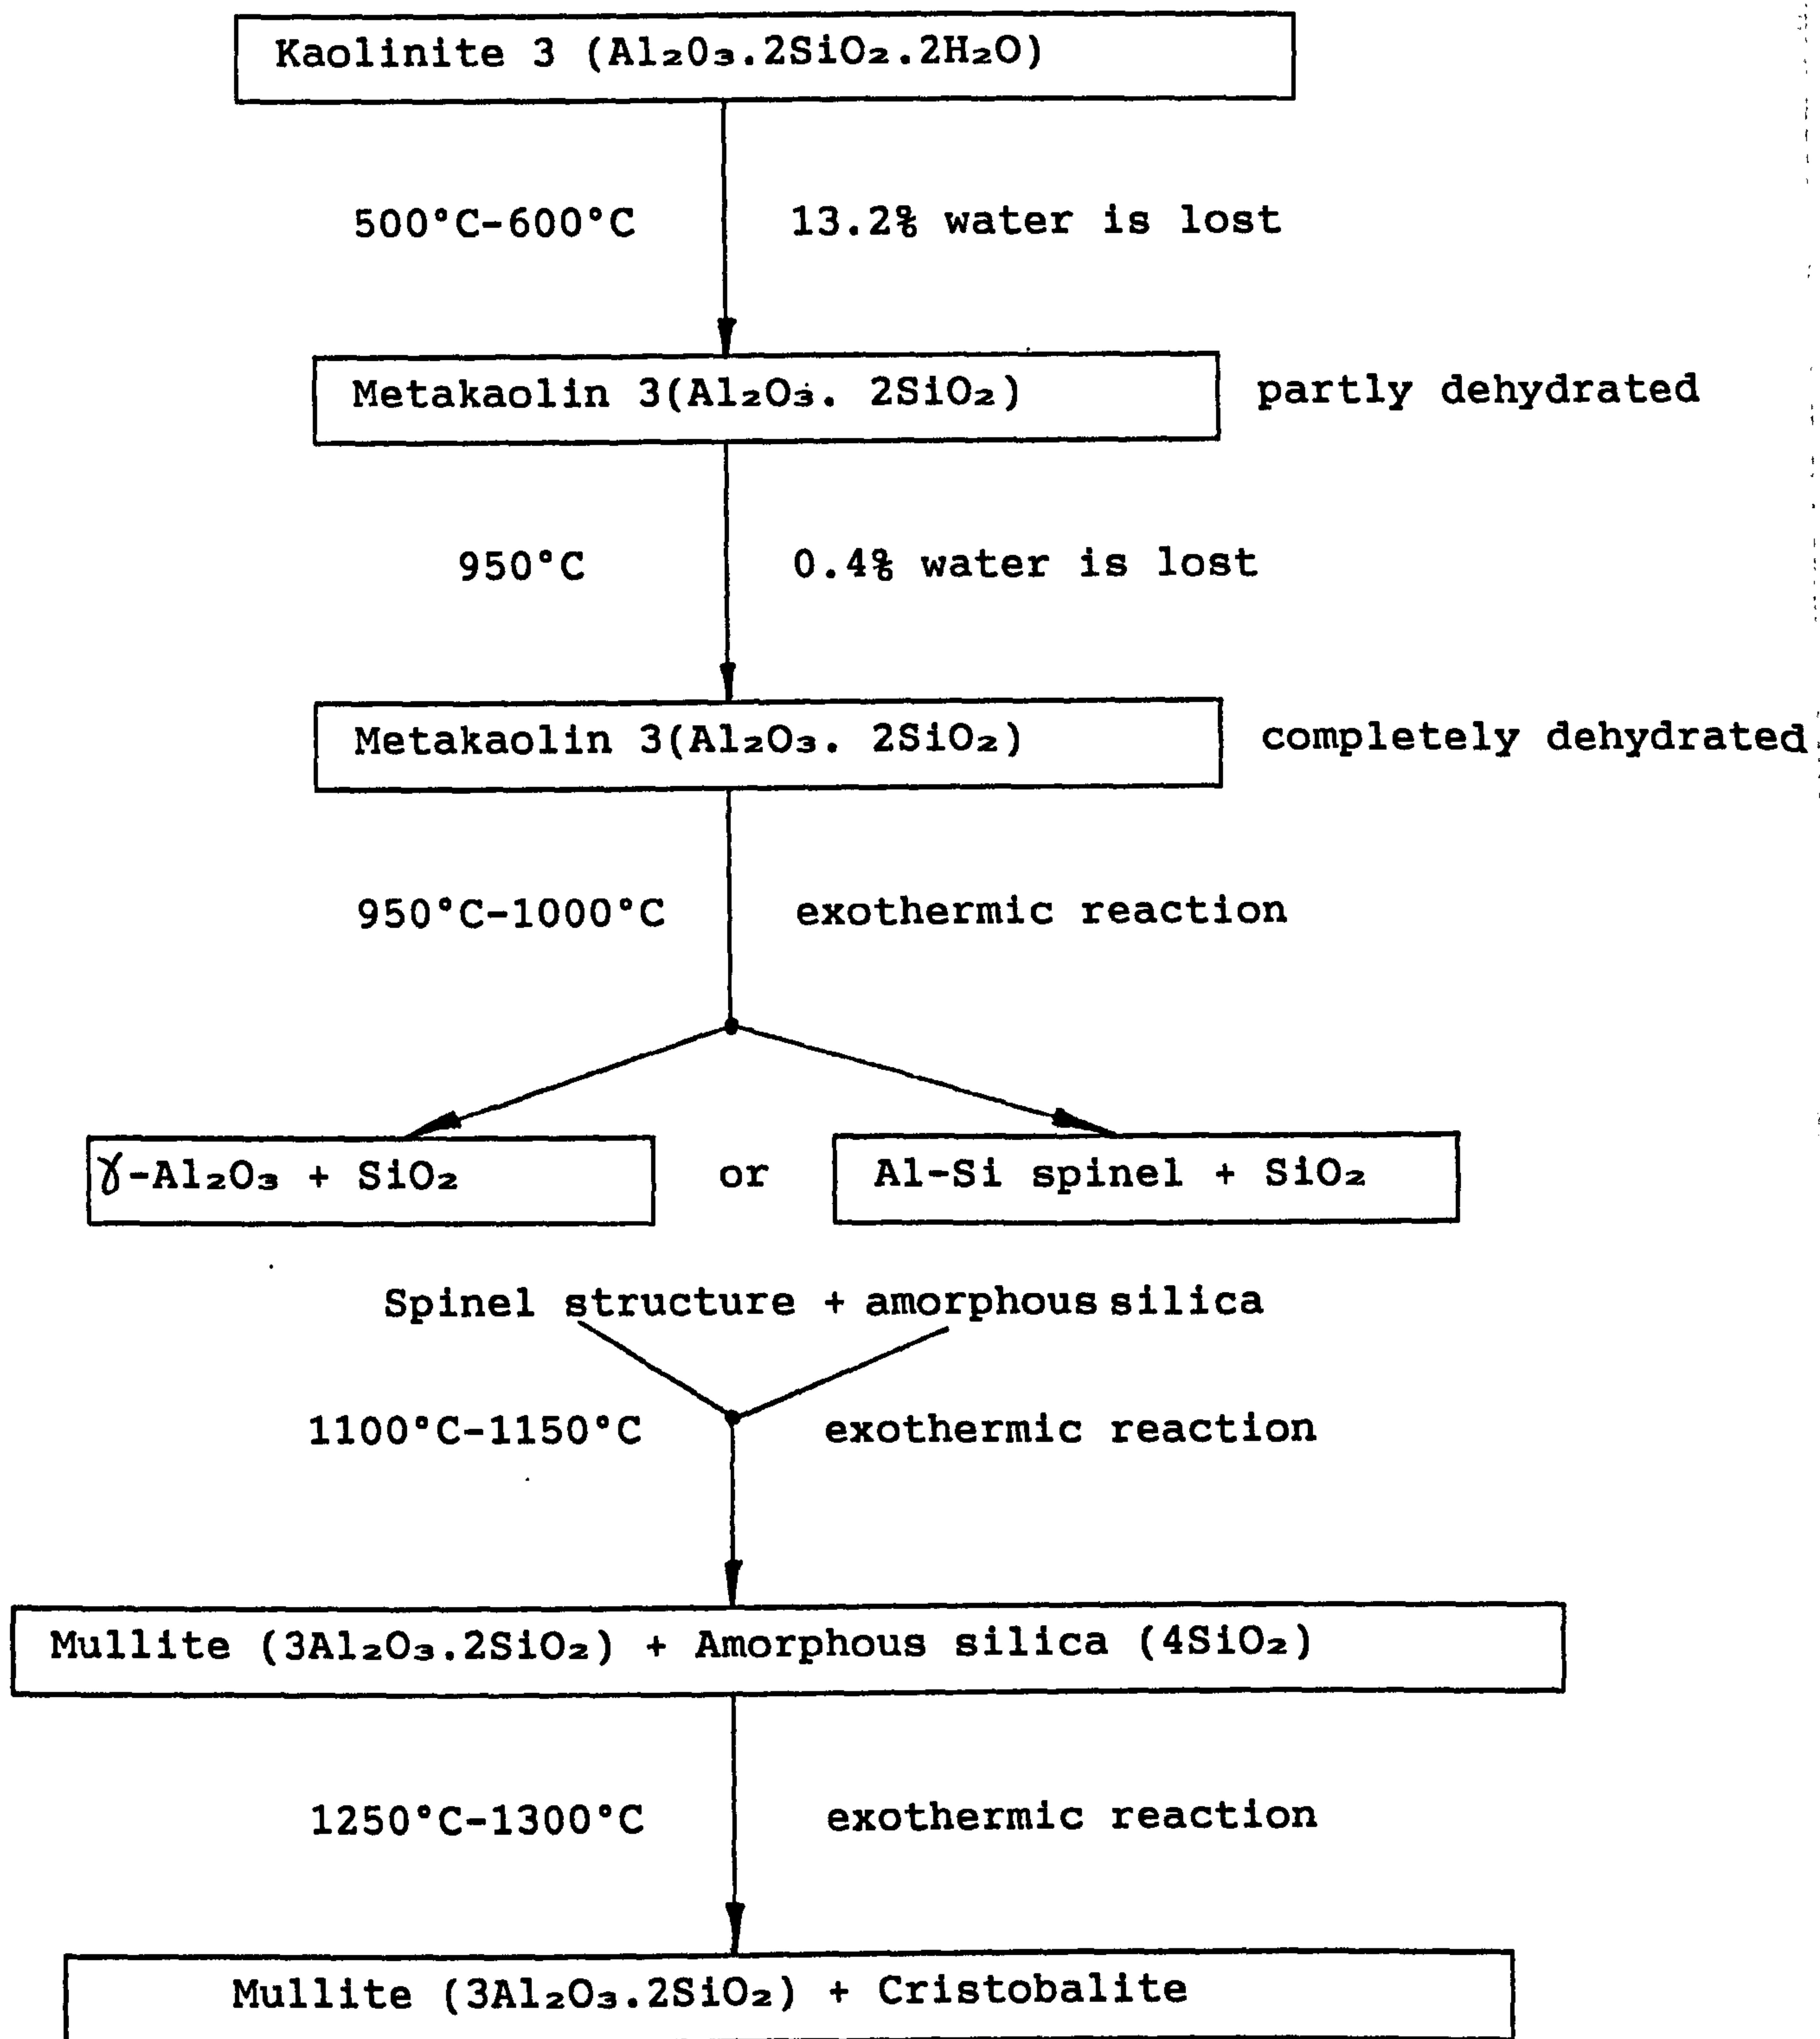 Kaolinite 3 (Al₂0₃.2SiO₂.2H₂O)
500°C-600°C 13.2% water is lost
Metakaolin 3(Al₂O₃. 2SiO₂) partly dehydrated
950°C 0.4% water is lost
Metakaolin 3(Al₂O₃. 2SiO₂) completely dehydrated
950°C-1000°C exothermic reaction
γ-Al₂O₃ + SiO₂ or Al-Si spinel + SiO₂
Spinel structure + amorphous silica
1100°C-1150°C exothermic reaction
Mullite (3Al₂O₃.2SiO₂) + Amorphous silica (4SiO₂)
1250°C-1300°C exothermic reaction
Mullite (3Al₂O₃.2SiO₂) + Cristobalite